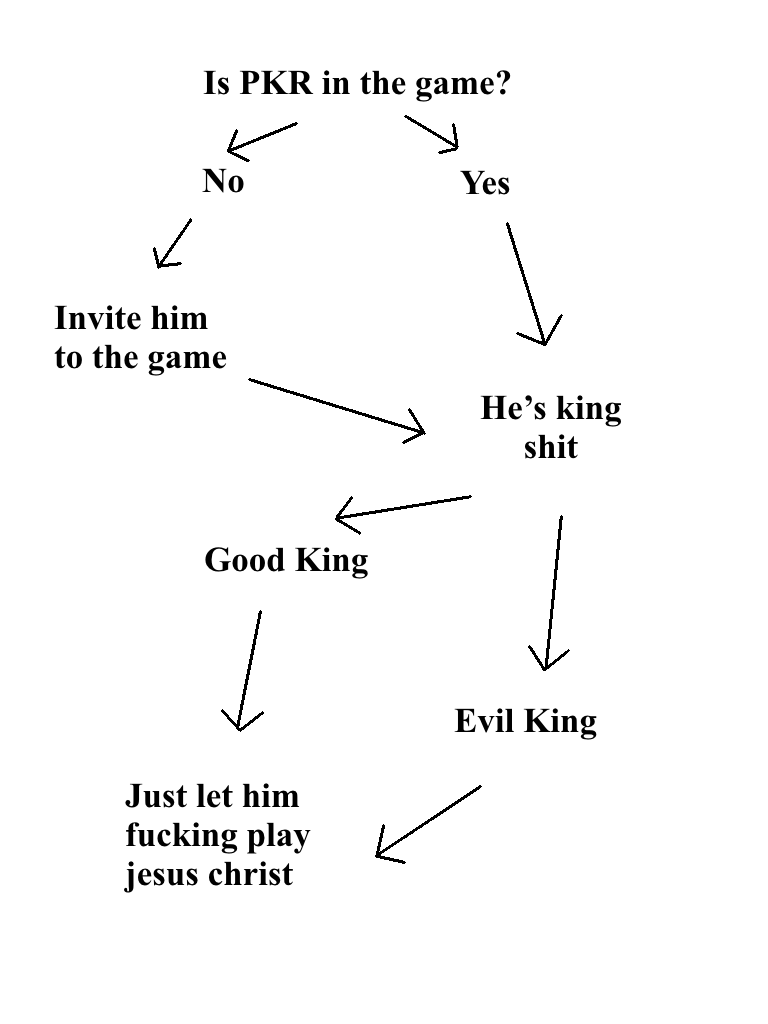 Is PKR in the game?
No
Yes
Invite him
to the game
He’s king
shit
Good King
Evil King
Just let him
fucking play
jesus christ